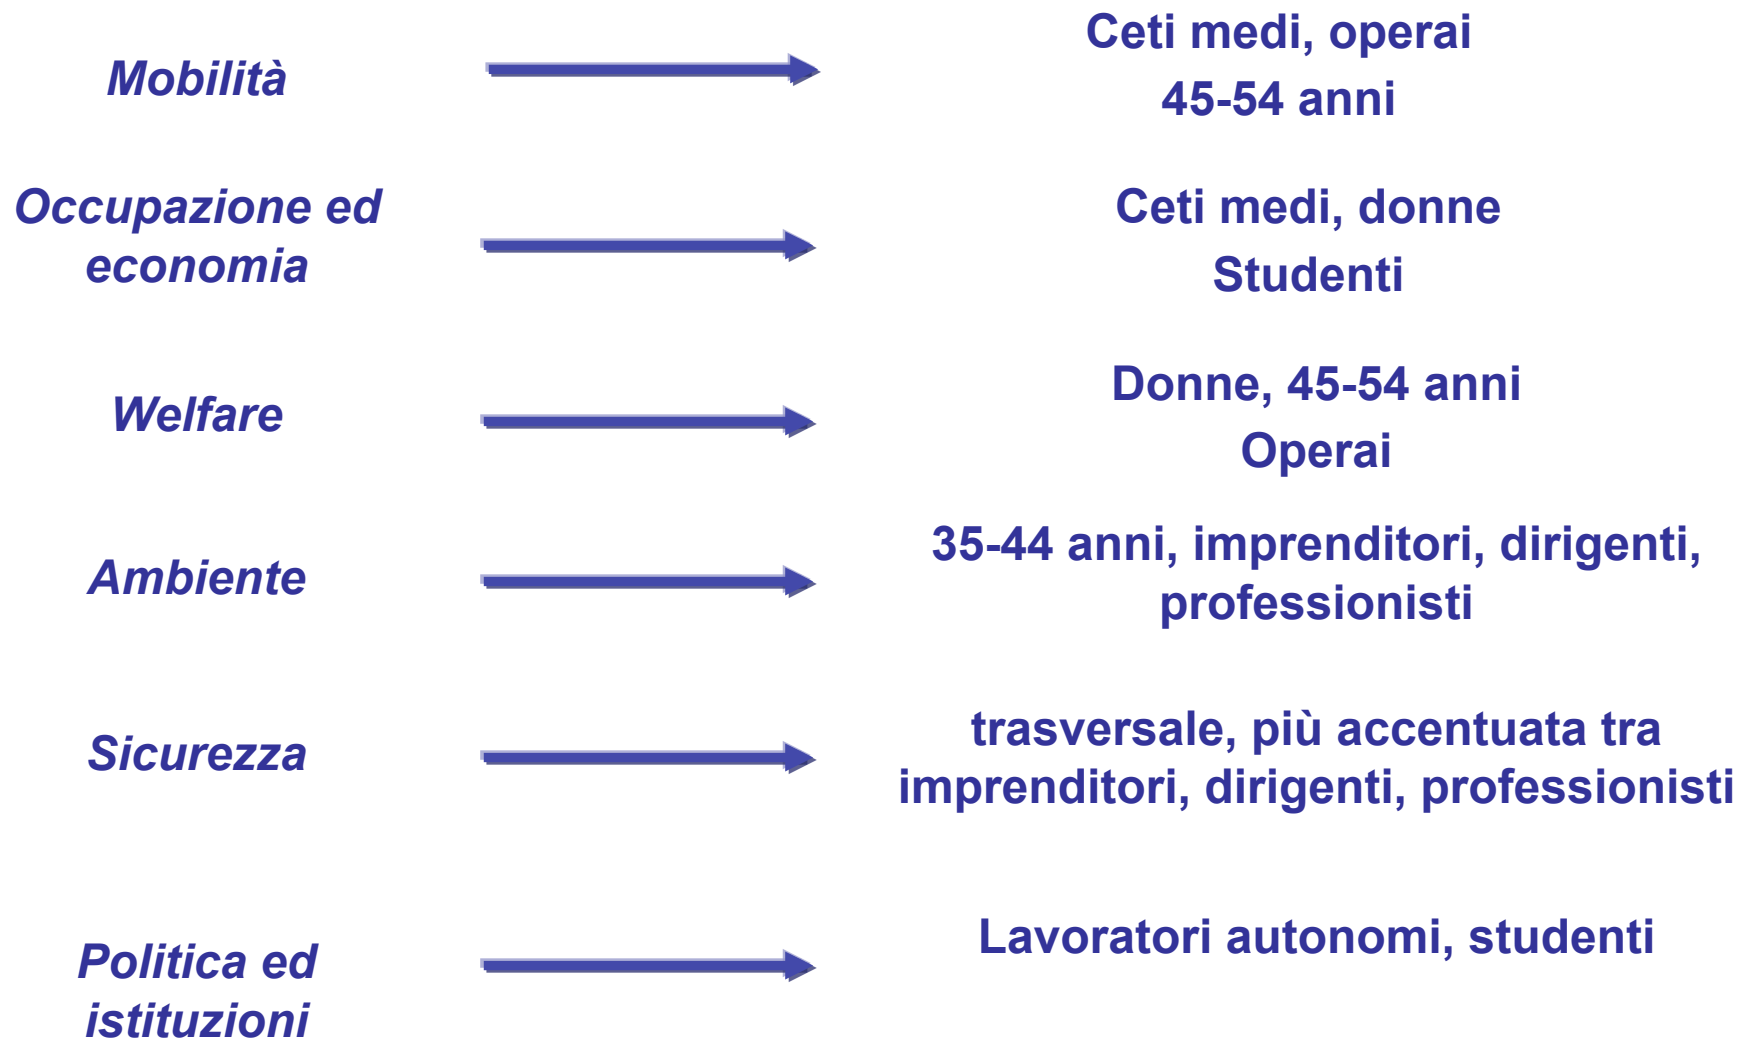 Mobilità
Ceti medi, operai
45-54 anni
Occupazione ed
economia
Ceti medi, donne
Studenti
Welfare
Donne, 45-54 anni
Operai
Ambiente
35-44 anni, imprenditori, dirigenti,
professionisti
Sicurezza
trasversale, più accentuata tra
imprenditori, dirigenti, professionisti
Politica ed
istituzioni
Lavoratori autonomi, studenti